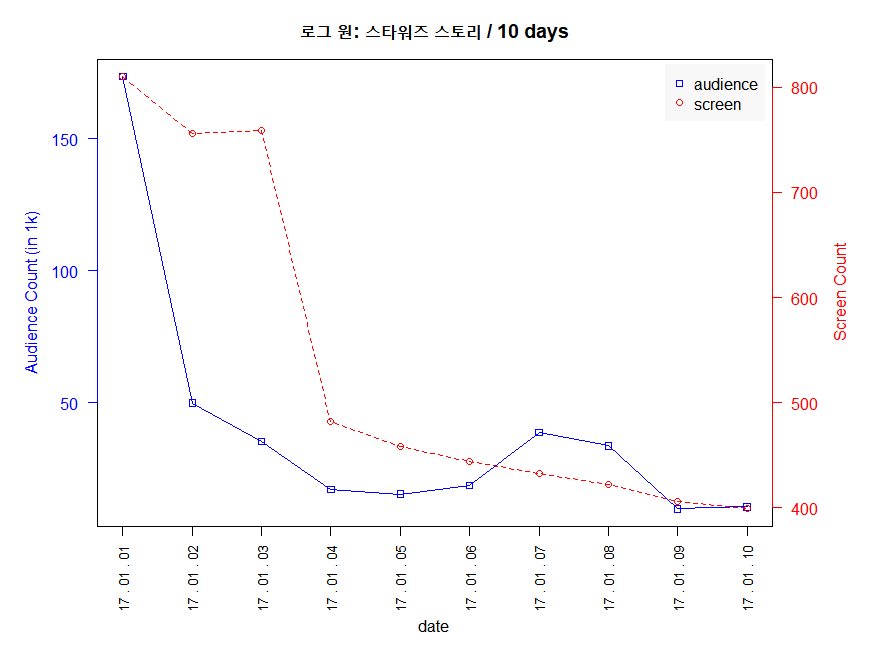 로그 원: 스타워즈 스토리 / 10 days
audience
screen
Audience Count (in 1k)
150
100
50
Screen Count
800
700
600
500
400
17 . 01 . 01
17 . 01 . 02
17 . 01 . 03
17 . 01 . 04
17 . 01 . 05
17 . 01 . 06
17 . 01 . 07
17 . 01 . 08
17 . 01 . 09
17 . 01 . 10
date